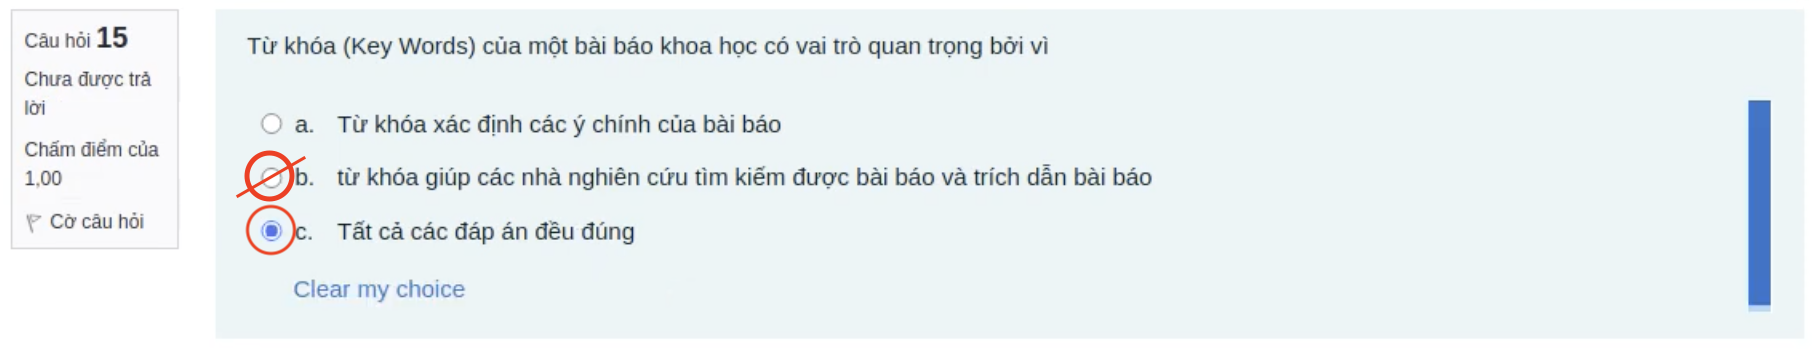 Câu hỏi 15
Chưa được trả
lời
Chấm điểm của
1,00
Cờ câu hỏi
Từ khóa (Key Words) của một bài báo khoa học có vai trò quan trọng bởi vì
a. Từ khóa xác định các ý chính của bài báo
b. từ khóa giúp các nhà nghiên cứu tìm kiếm được bài báo và trích dẫn bài báo
c. Tất cả các đáp án đều đúng
Clear my choice